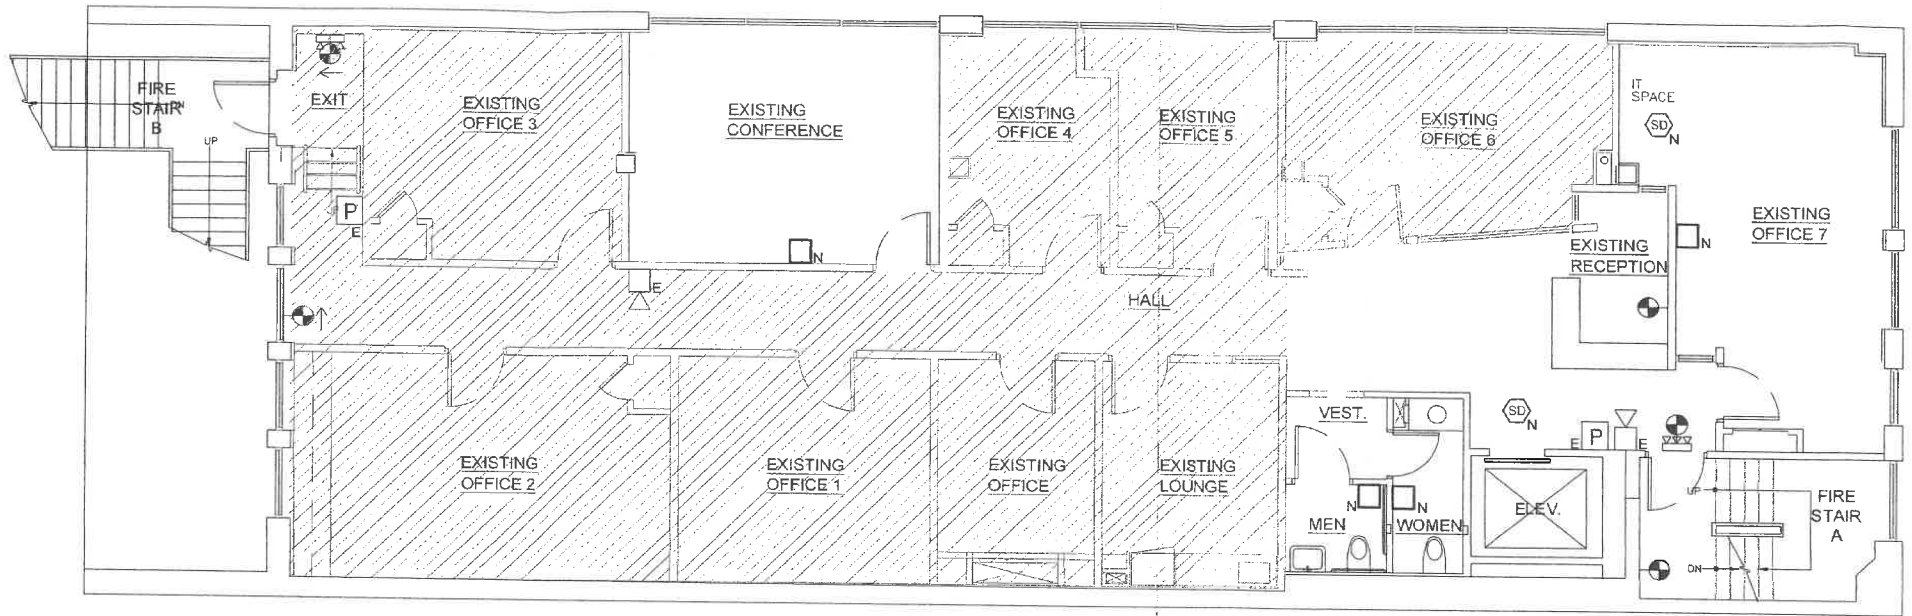 FIRE
STAIR
B
DN
UP
EXIT
UP
P
E
EXISTING
OFFICE 3
EXISTING
CONFERENCE
N
E
EXISTING
OFFICE 4
EXISTING
OFFICE 5
EXISTING
OFFICE 6
IT
SPACE
SD
N
EXISTING
OFFICE 7
N
EXISTING
RECEPTION
HALL
EXISTING
OFFICE 2
EXISTING
OFFICE 1
EXISTING
OFFICE
EXISTING
LOUNGE
VEST.
MEN
N
WOMEN
N
SD
N
ELEV.
E
P
E
UP
DN
FIRE
STAIR
A